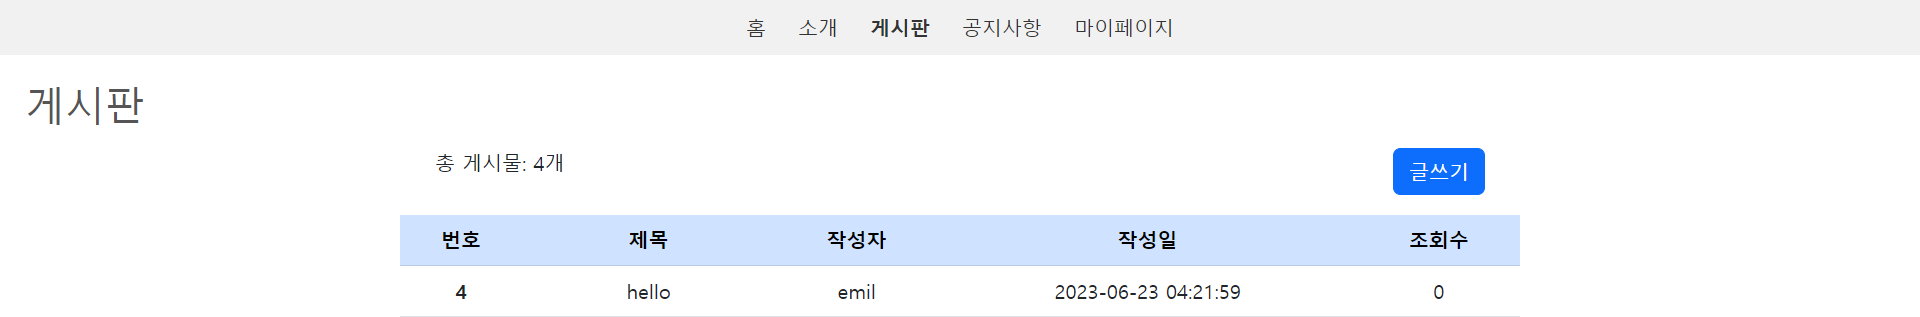 홈 소개 게시판 공지사항 마이페이지
게시판
총 게시물: 4개 글쓰기
번호 제목 작성자 작성일 조회수
4 hello emil 2023-06-23 04:21:59 0